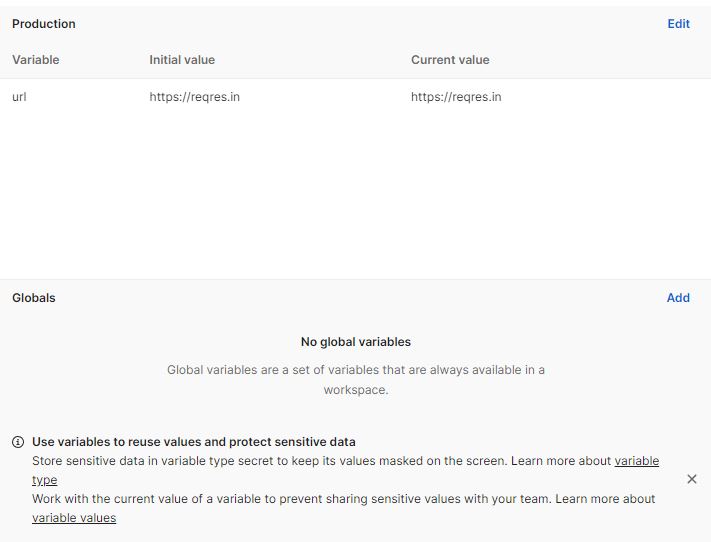 Production Edit
Variable Initial value Current value
url https://reqres.in https://reqres.in
Globals Add
No global variables
Global variables are a set of variables that are always available in a
workspace.
Use variables to reuse values and protect sensitive data
Store sensitive data in variable type secret to keep its values masked on the screen. Learn more about variable
type
Work with the current value of a variable to prevent sharing sensitive values with your team. Learn more about
variable values